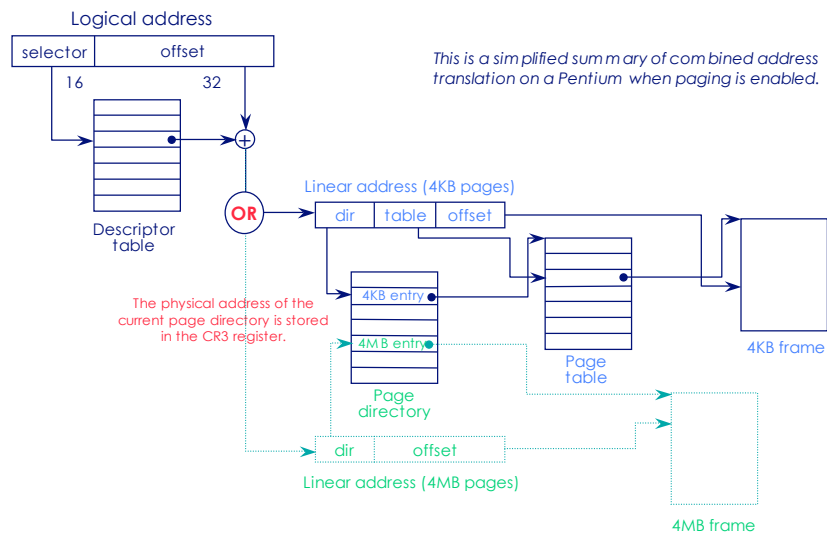 Logical address
selector offset
16 32
This is a simplified summary of combined address
translation on a Pentium when paging is enabled.
+
Linear address (4KB pages)
OR
dir table offset
Descriptor
table
4KB entry
The physical address of the
current page directory is stored
in the CR3 register.
4MB entry
4KB frame
Page
table
Page
directory
dir offset
Linear address (4MB pages)
4MB frame